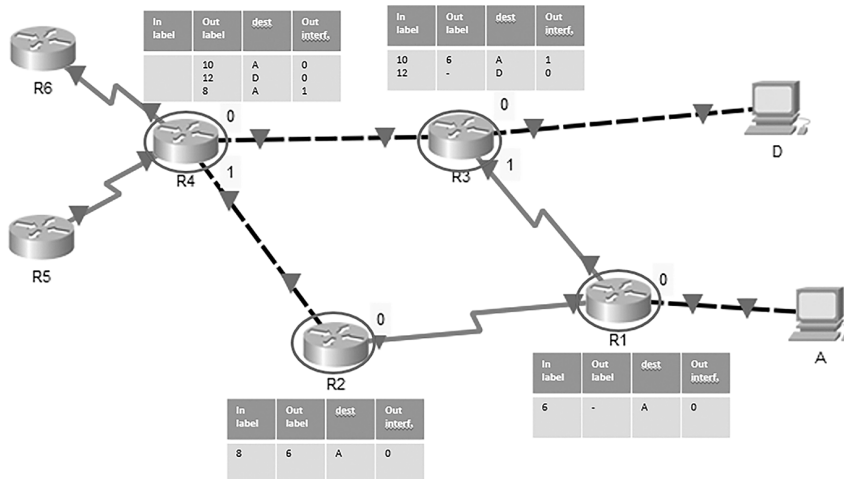 In Out dest Out
label label interf.
10 A 0
12 D 0
8 A 1
In Out dest Out
label label interf.
10 6 A 1
12 - D 0
R6
0
0
D
R4
1
R3
1
R5
0
0
R1
A
R2
In Out dest Out
label label interf.
6 - A 0
In Out dest Out
label label interf.
8 6 A 0